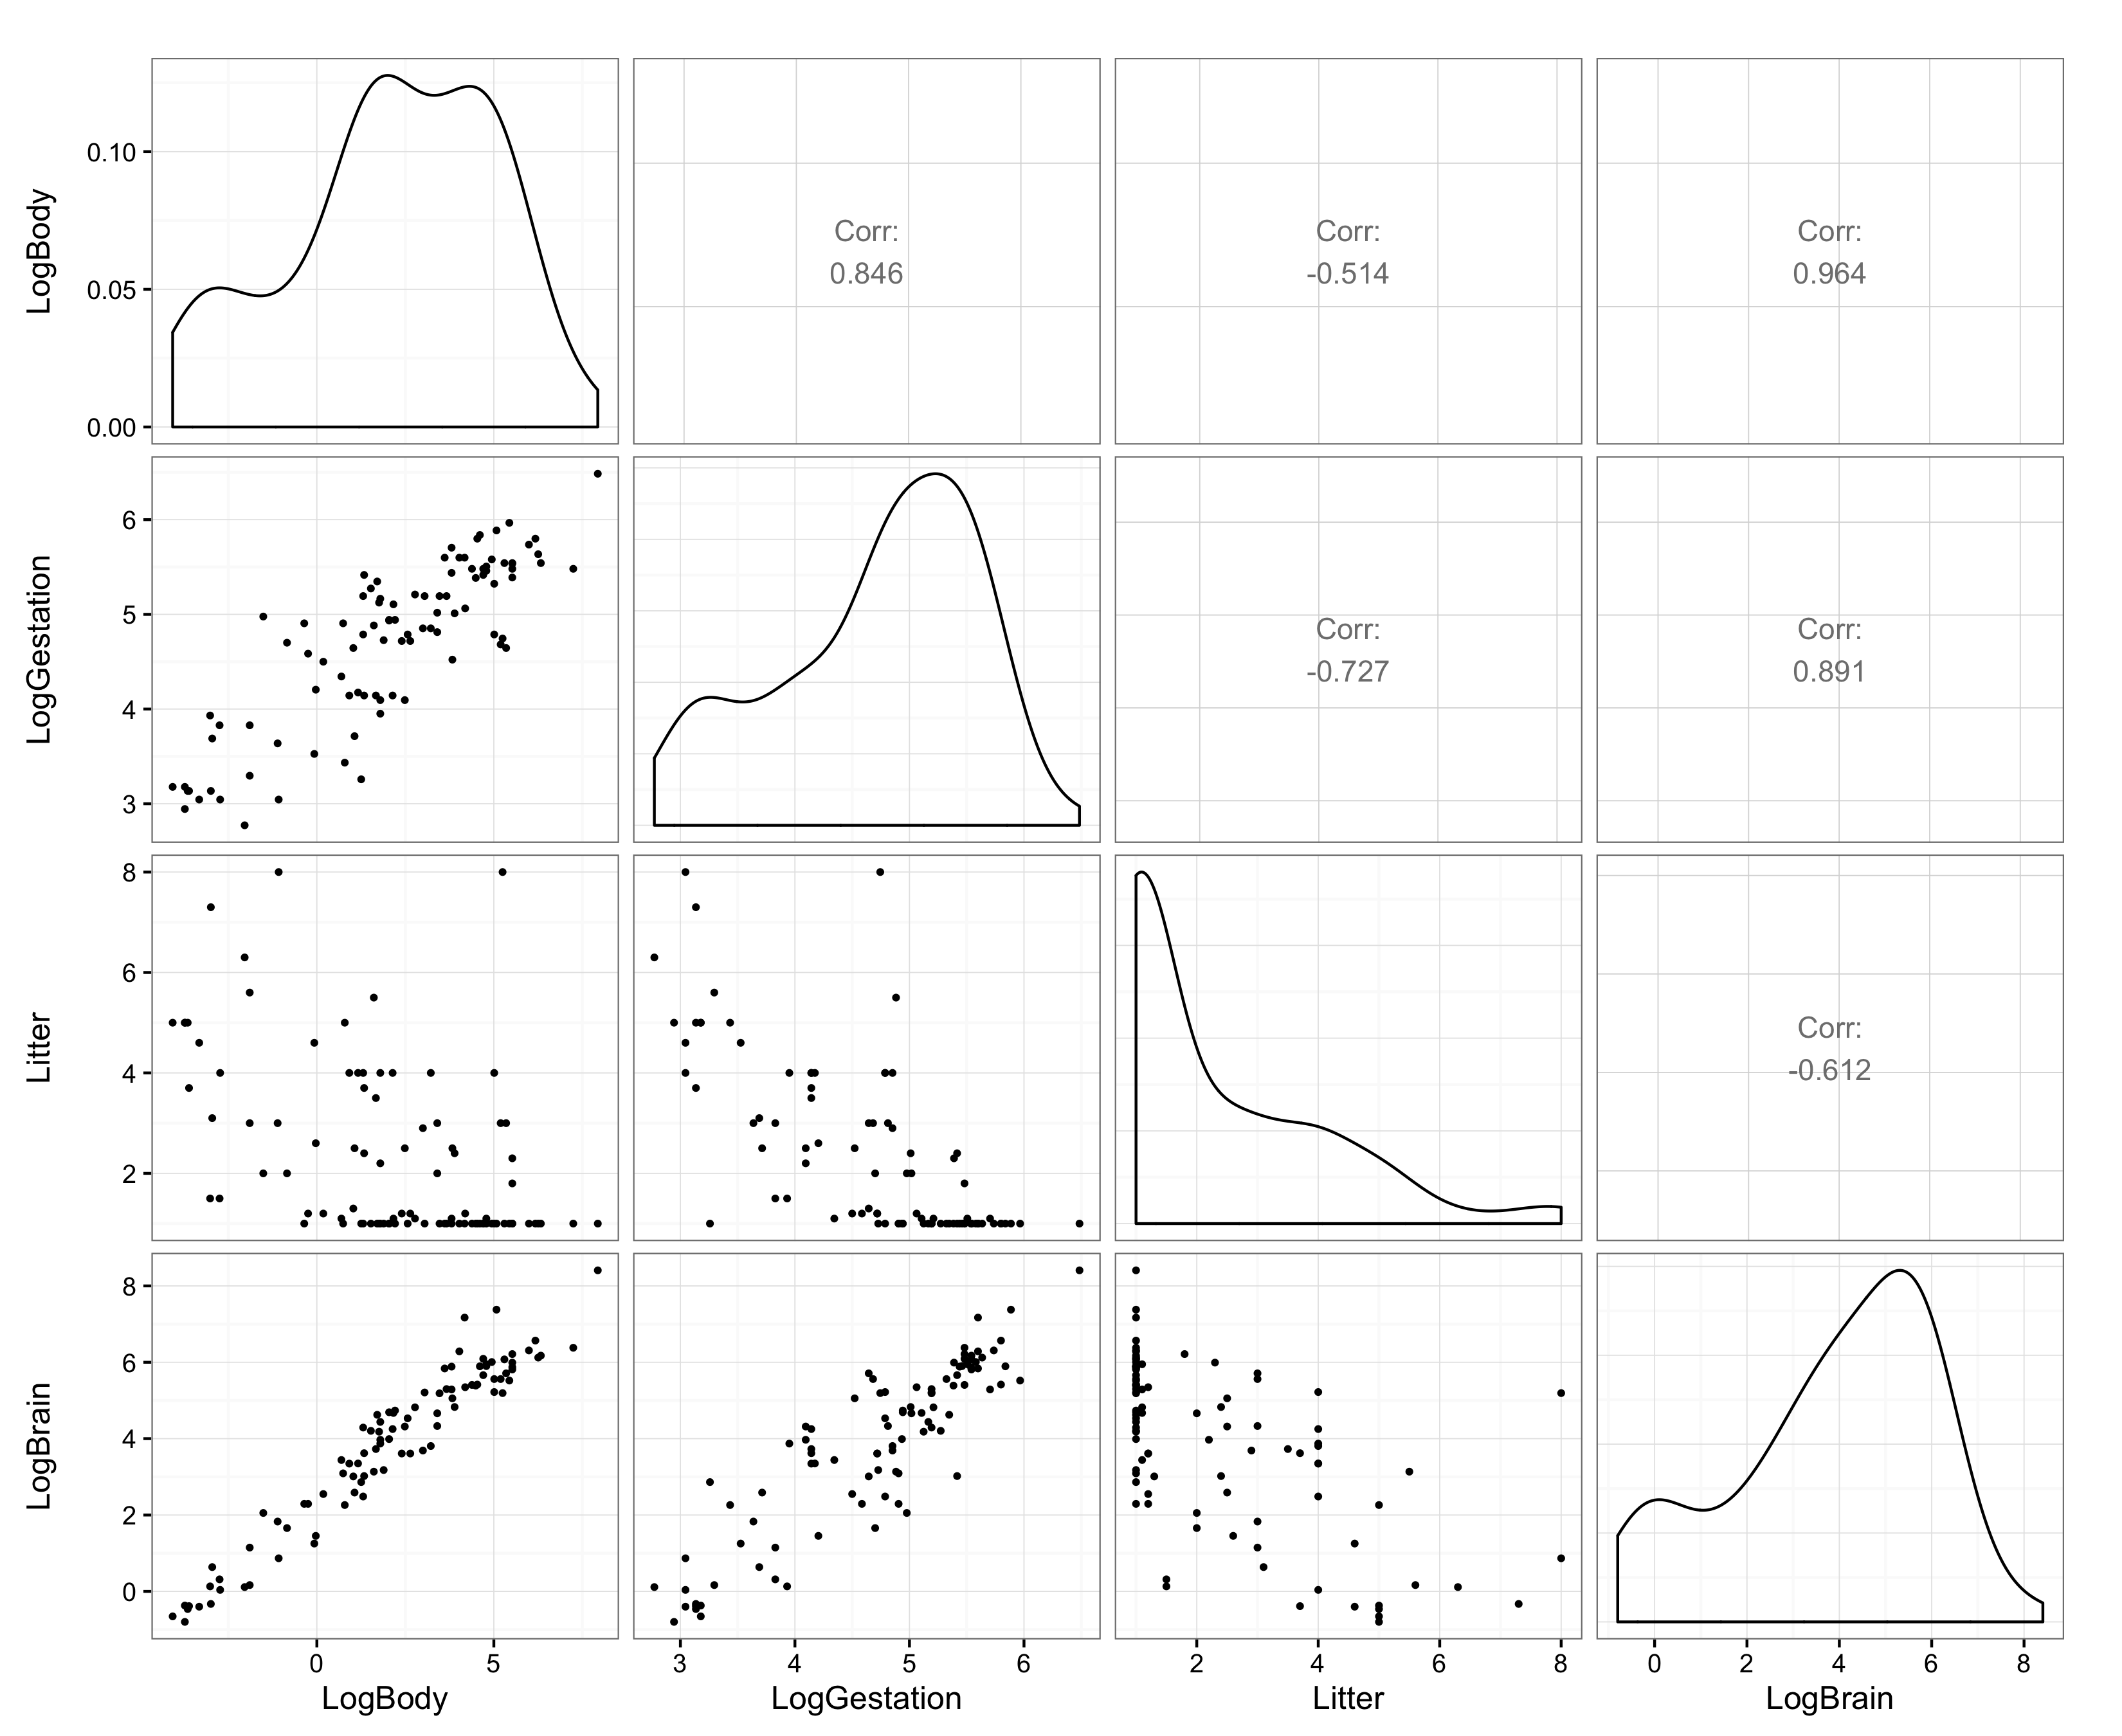 LogBody
0.10
0.05
0.00
Corr:
0.846
Corr:
-0.514
Corr:
0.964
LogGestation
6
5
4
3
Corr:
-0.727
Corr:
0.891
Litter
8
6
4
2
Corr:
-0.612
LogBrain
8
6
4
2
0
0 5
3 4 5 6
2 4 6 8
0 2 4 6 8
LogBody LogGestation Litter LogBrain